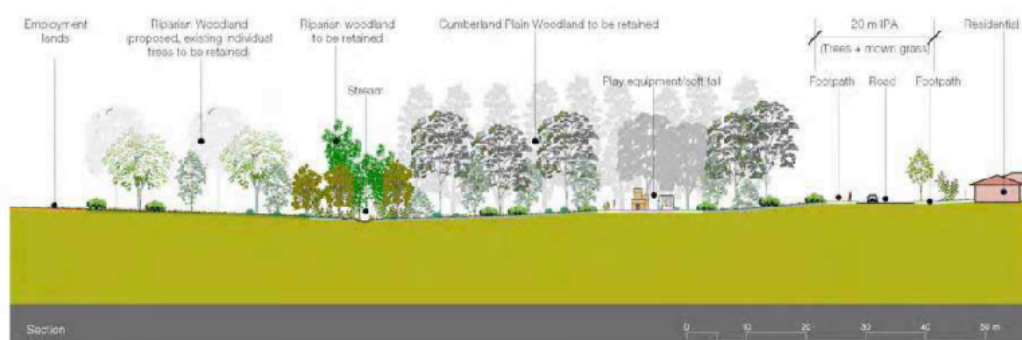 Employment
lands
Riparian Woodland
(proposed, existing individual
trees to be retained)
Riparian woodland
to be retained
Stream
Cumberland Plain Woodland to be retained
Play equipment/soft fall
20 m IPA
(Trees + mown grass)
Footpath
Road
Footpath
Residential
Section
0 10 20 30 40 50 m